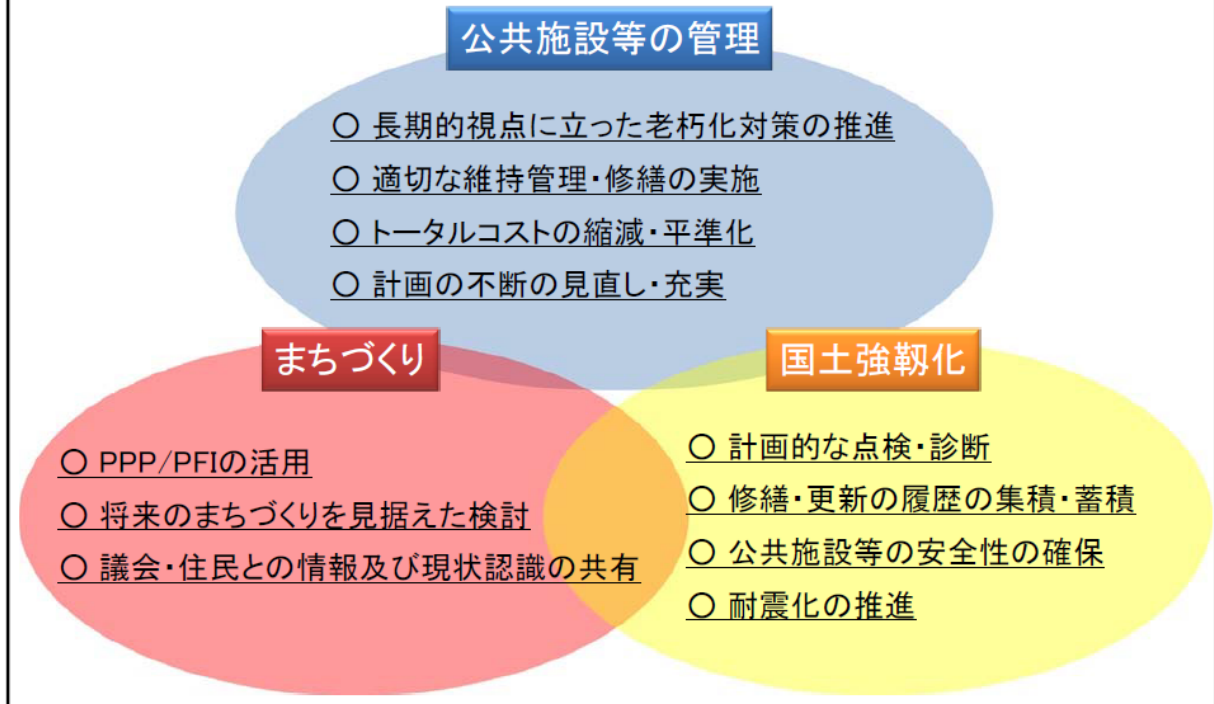 公共施設等の管理
〇 長期的視点に立った老朽化対策の推進
〇 適切な維持管理・修繕の実施
〇 トータルコストの縮減・平準化
〇 計画の不断の見直し・充実
まちづくり
〇 PPP/PFIの活用
〇 将来のまちづくりを見据えた検討
〇 議会・住民との情報及び現状認識の共有
国土強靱化
〇 計画的な点検・診断
〇 修繕・更新の履歴の集積・蓄積
〇 公共施設等の安全性の確保
〇 耐震化の推進